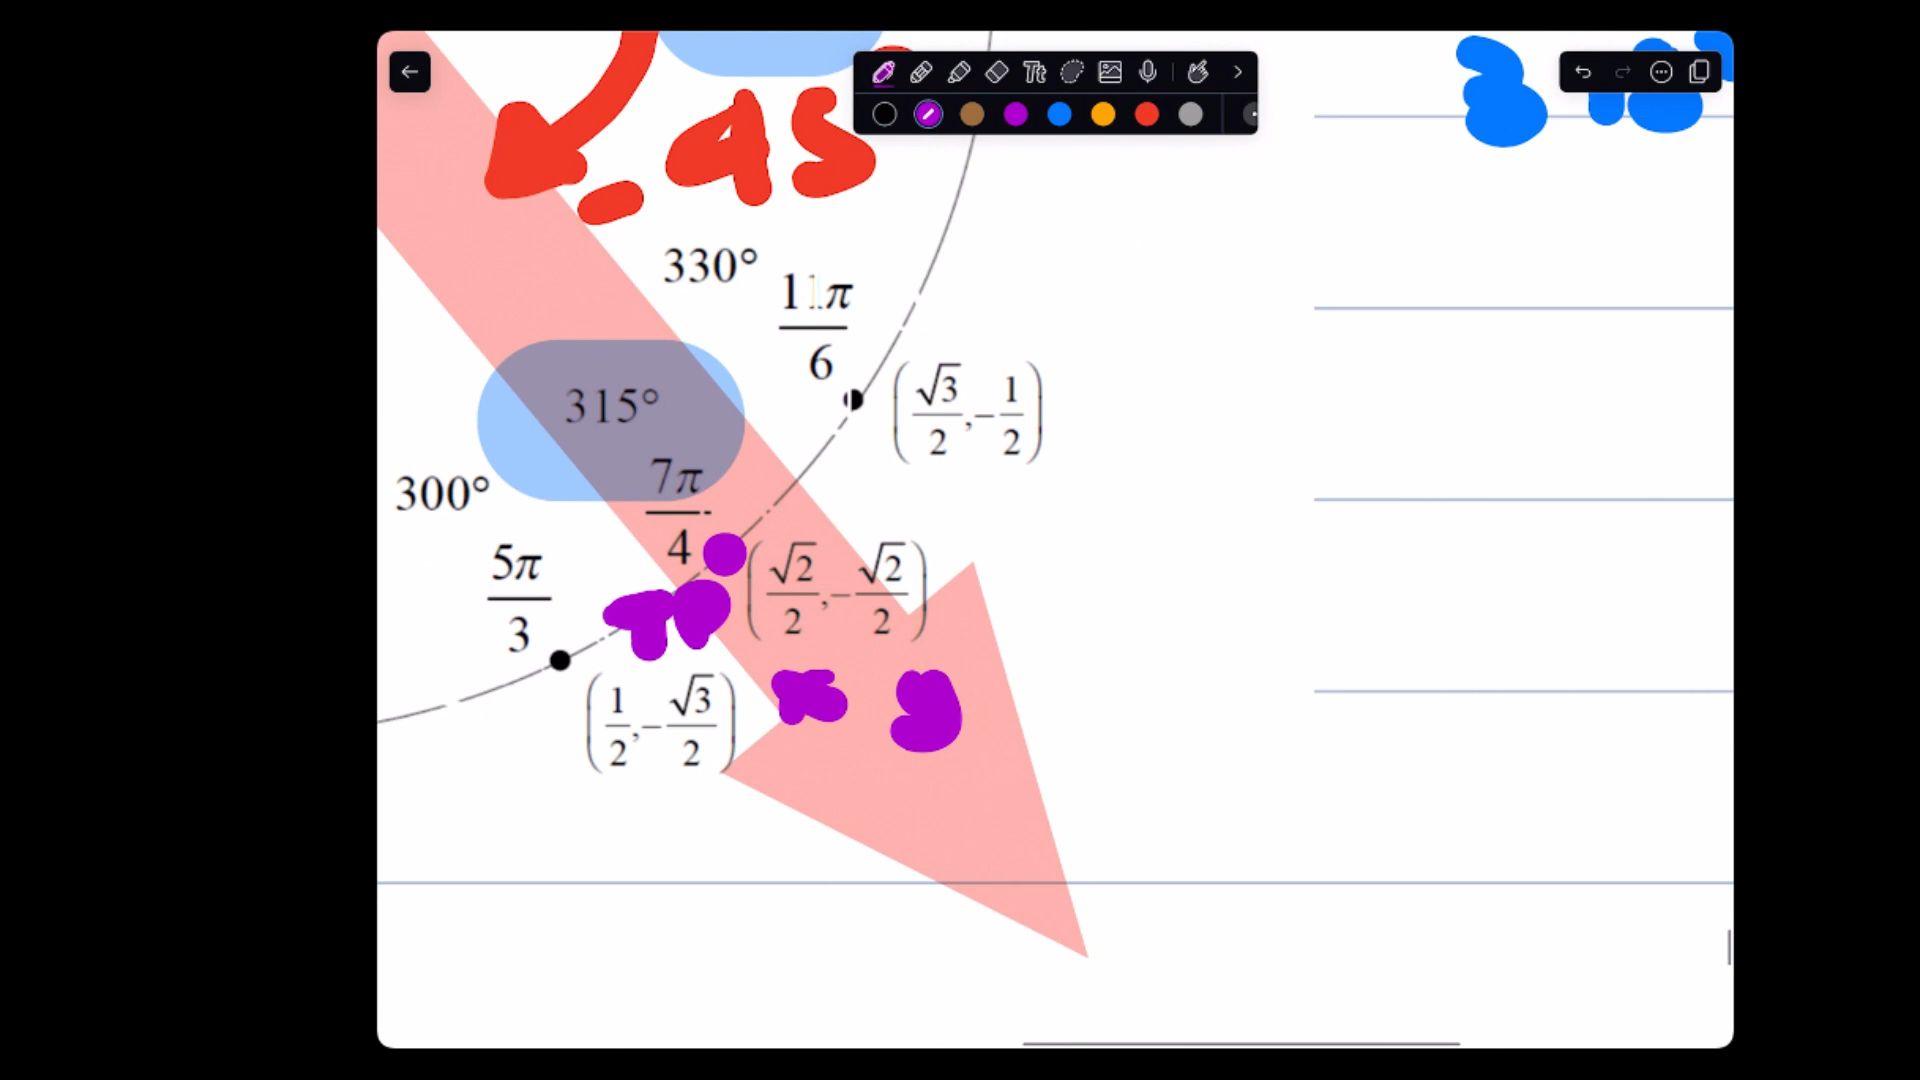 Tt
-45
330°
11π/6
(√3/2, -1/2)
315°
300°
7π/4
5π/3
(√2/2, -√2/2)
(1/2, -√3/2)